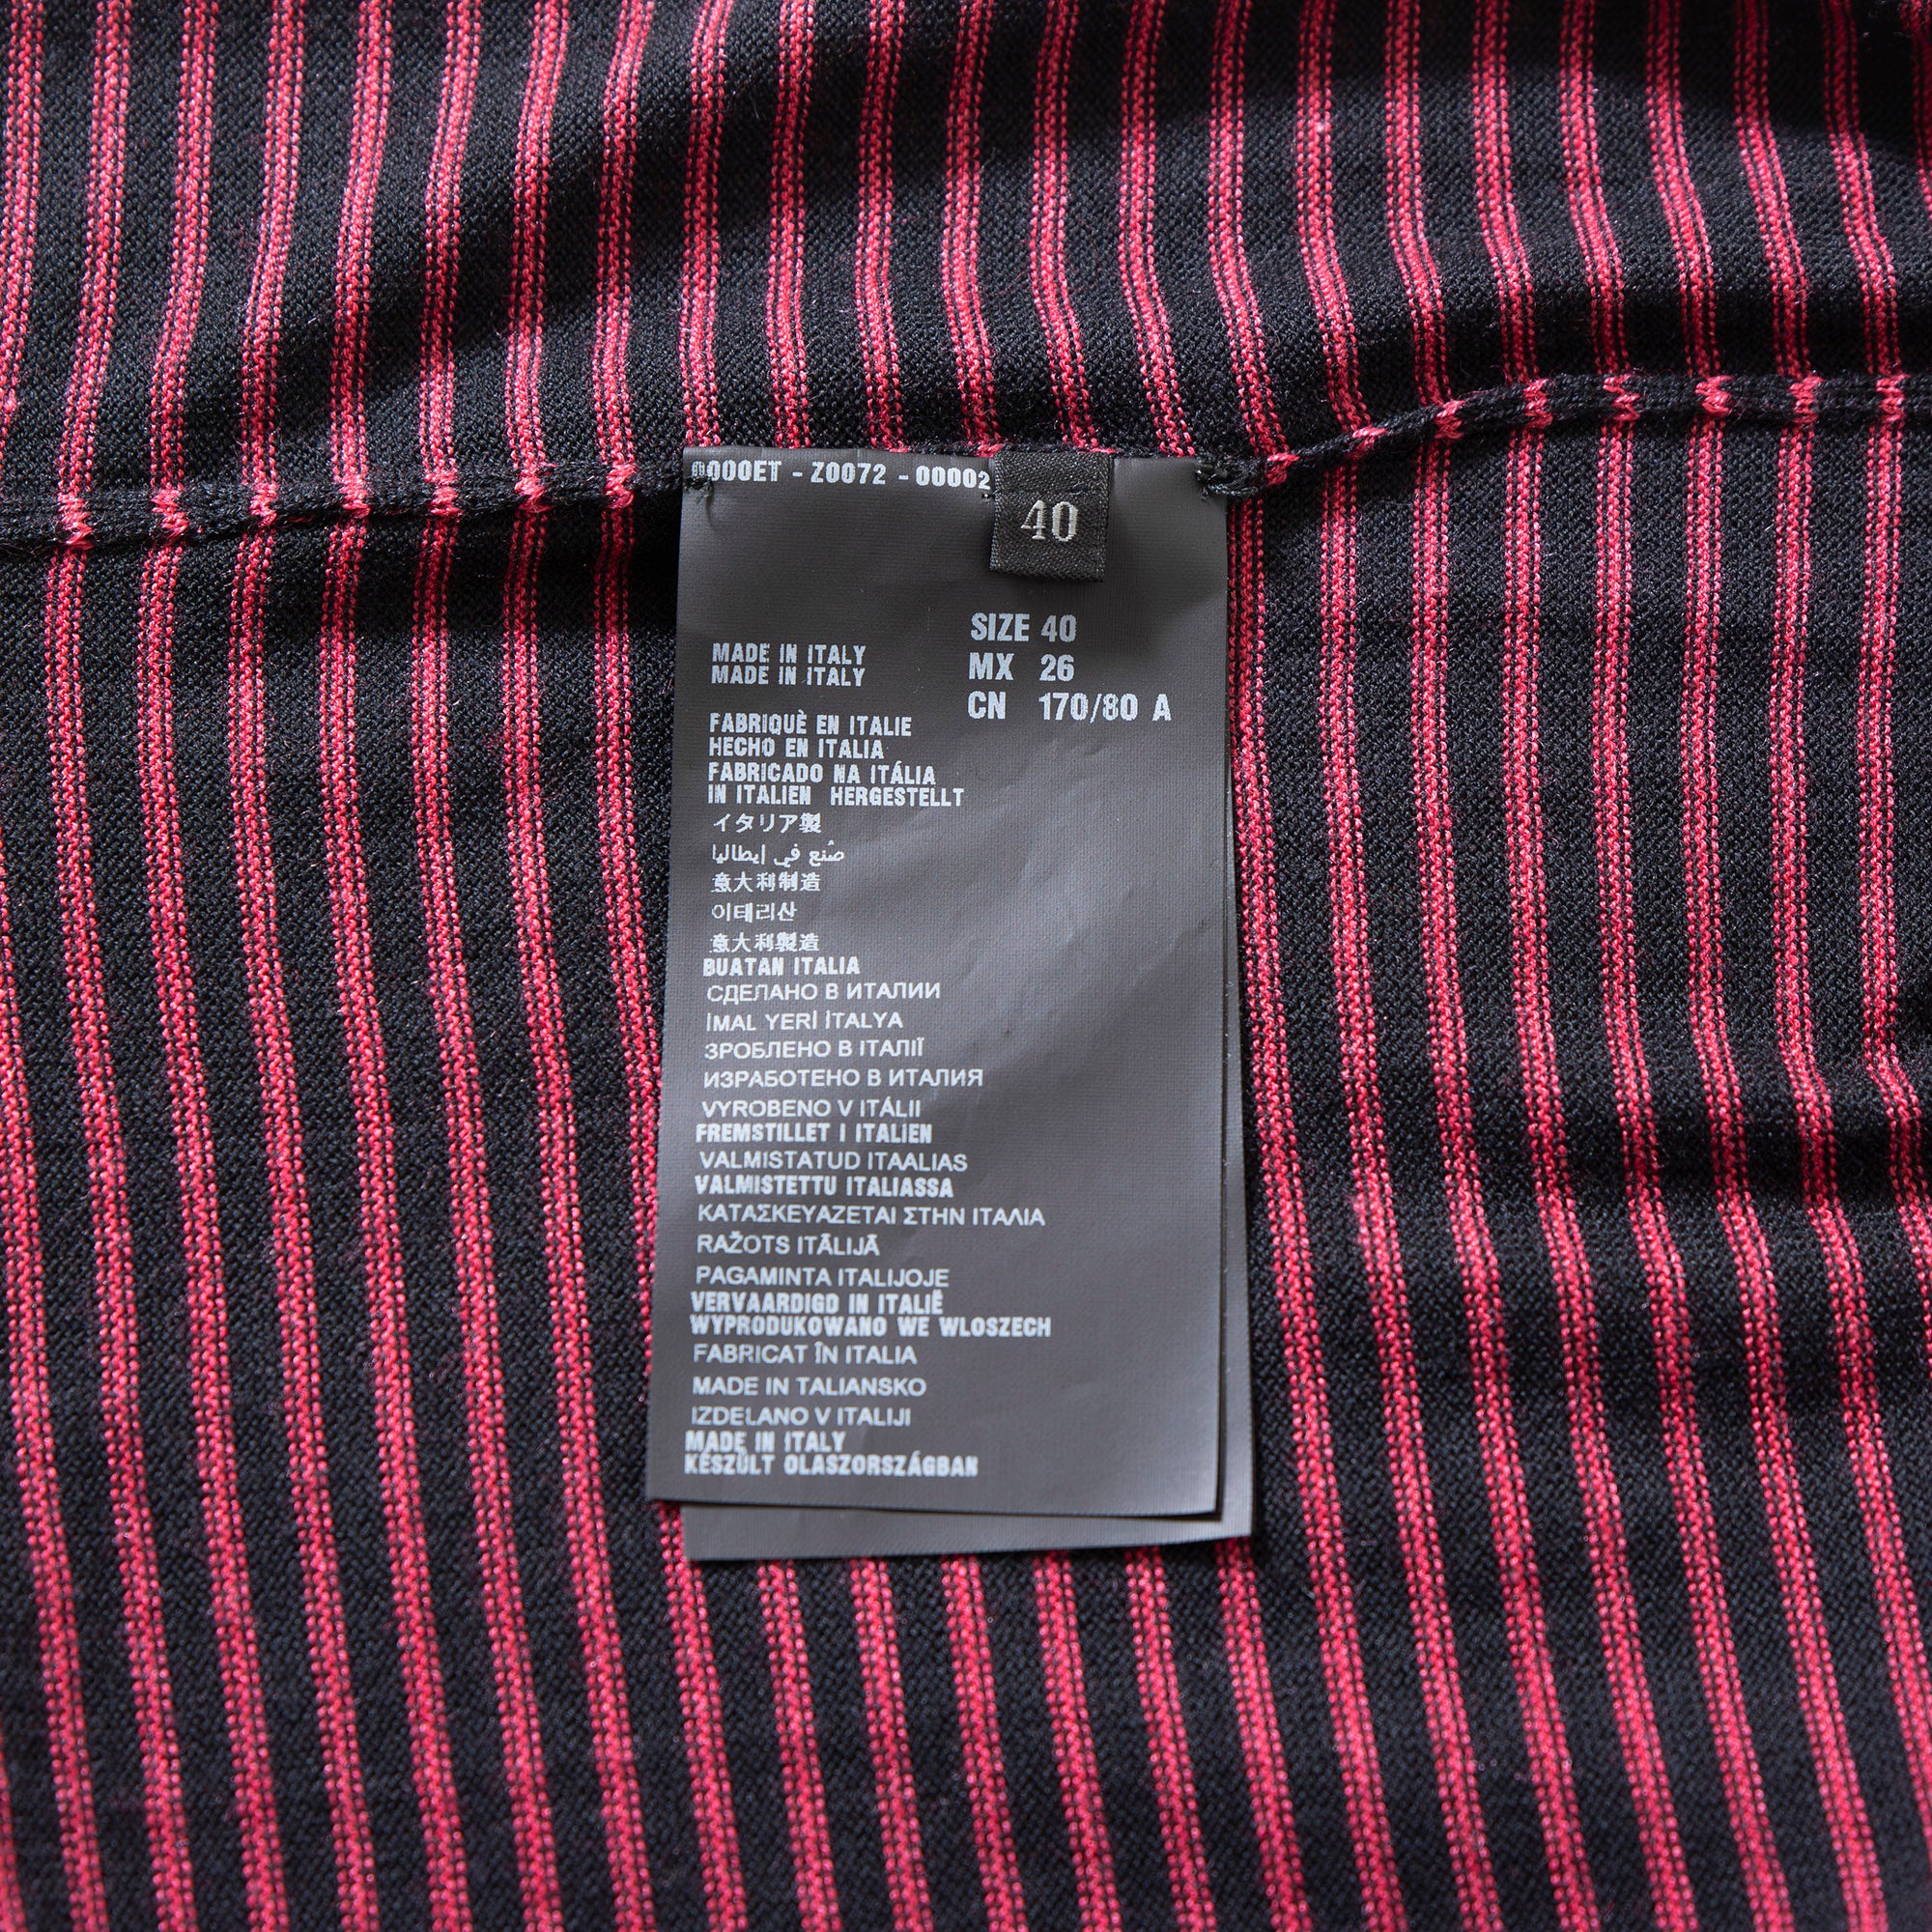 0000ET - Z0072 - 00002
40
SIZE 40
MX 26
CN 170/80 A
MADE IN ITALY
MADE IN ITALY
FABRIQUÈ EN ITALIE
HECHO EN ITALIA
FABRICADO NA ITÁLIA
IN ITALIEN HERGESTELLT
イタリア製
صُنع في إيطاليا
意大利制造
이태리산
意大利製造
BUATAN ITALIA
СДЕЛАНО В ИТАЛИИ
İMAL YERİ İTALYA
ЗРОБЛЕНО В ІТАЛІЇ
ИЗРАБОТЕНО В ИТАЛИЯ
VYROBENO V ITÁLII
FREMSTILLET I ITALIEN
VALMISTATUD ITAALIAS
VALMISTETTU ITALIASSA
ΚΑΤΑΣΚΕΥΑΖΕΤΑΙ ΣΤΗΝ ΙΤΑΛΙΑ
RAŽOTS ITĀLIJĀ
PAGAMINTA ITALIJOJE
VERVAARDIGD IN ITALIË
WYPRODUKOWANO WE WLOSZECH
FABRICAT ÎN ITALIA
MADE IN TALIANSKO
IZDELANO V ITALIJI
MADE IN ITALY
KÉSZÜLT OLASZORSZÁGBAN